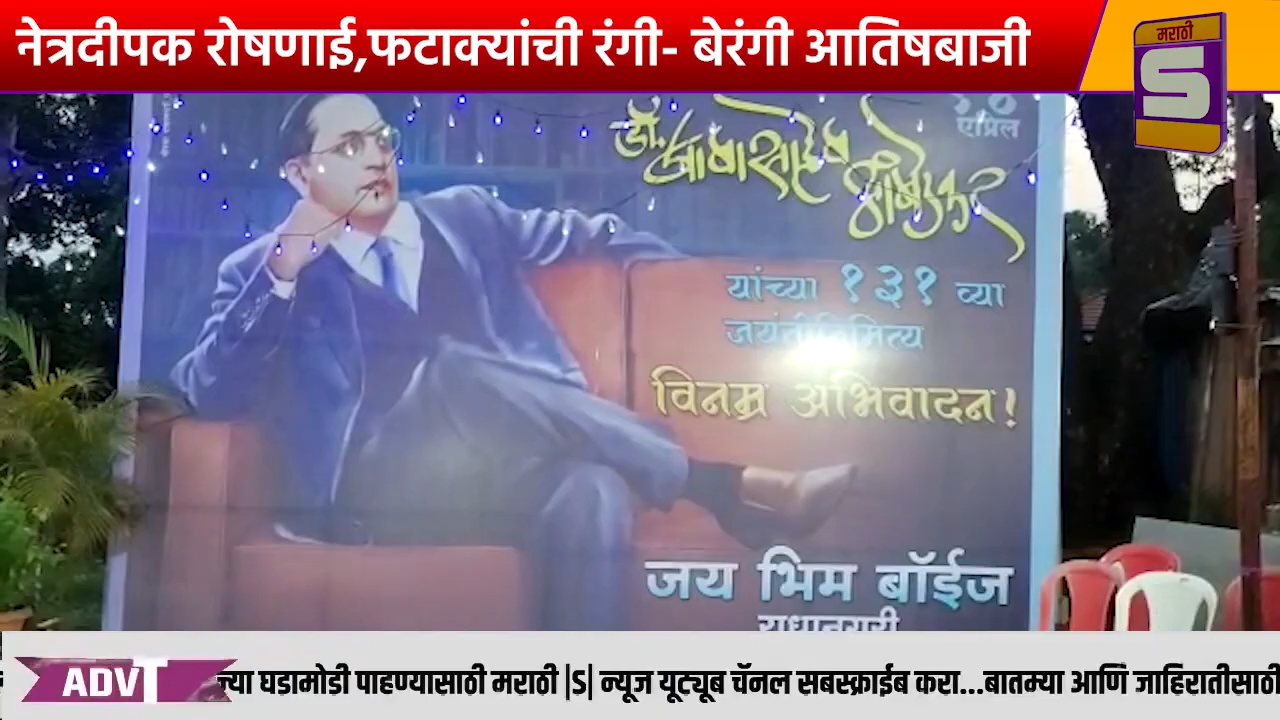 नेत्रदीपक रोषणाई,फटाक्यांची रंगी- बेरंगी आतिषबाजी
मराठी
S
एप्रिल
डॉ. बाबासाहेब
आंबेडकर
यांच्या १३१ व्या
जयंतीनिमित्य
विनम्र अभिवादन!
जय भिम बॉईज
राधानगरी
ADVT
घडामोडी पाहण्यासाठी मराठी |S| न्यूज यूट्यूब चॅनल सबस्क्राईब करा...बातम्या आणि जाहिरातीसाठी